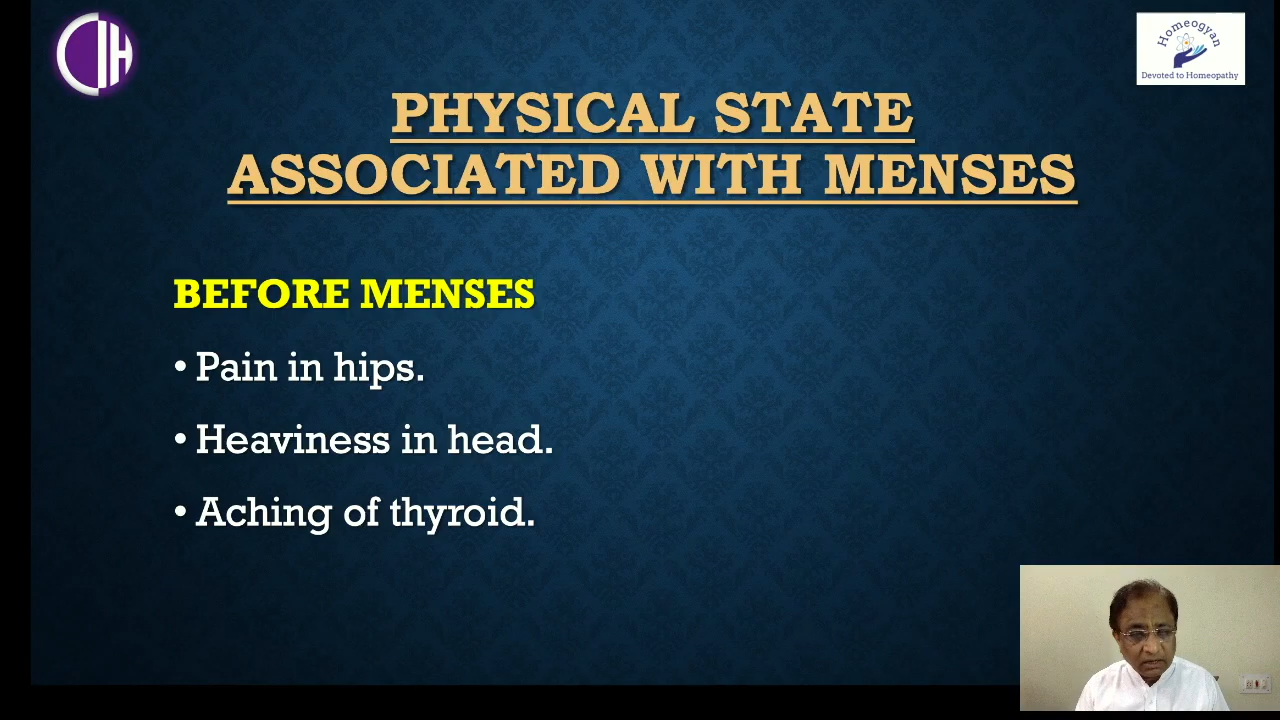 CIH
Homeogyan
Devoted to Homeopathy
PHYSICAL STATE
ASSOCIATED WITH MENSES
BEFORE MENSES
• Pain in hips.
• Heaviness in head.
• Aching of thyroid.